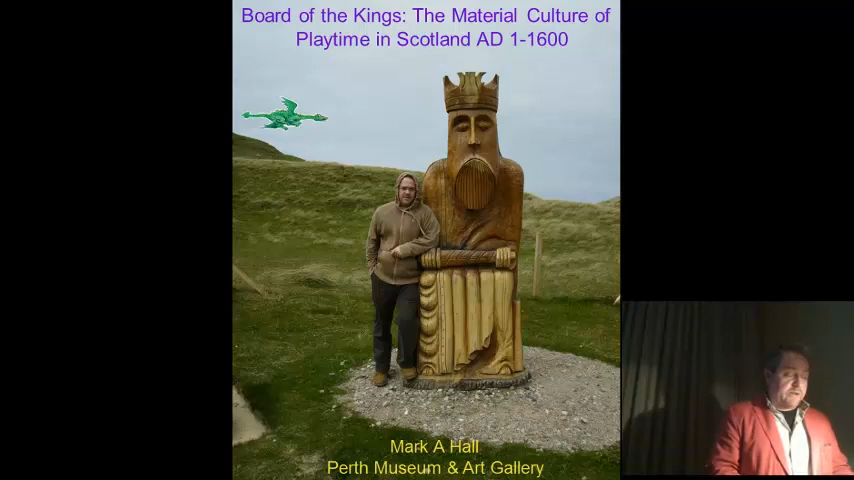 Board of the Kings: The Material Culture of
Playtime in Scotland AD 1-1600
Mark A Hall
Perth Museum & Art Gallery